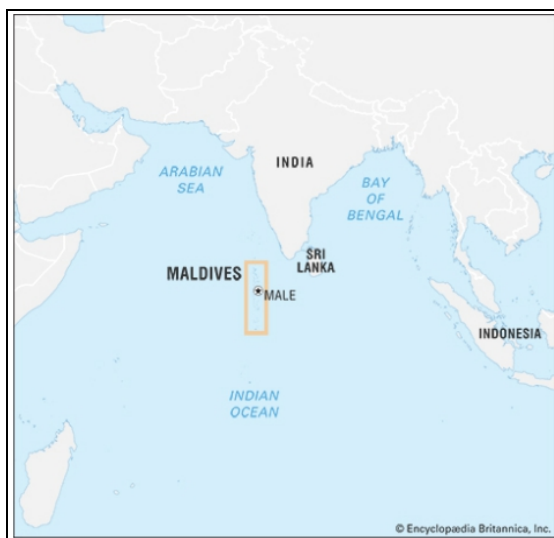 ARABIAN
SEA
INDIA
BAY
OF
BENGAL
SRI
LANKA
MALDIVES
MALE
INDONESIA
INDIAN
OCEAN
© Encyclopædia Britannica, Inc.